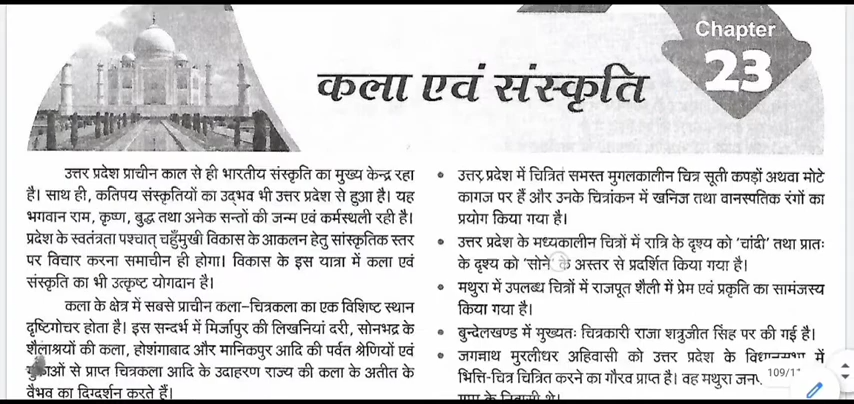 Chapter
23
कला एवं संस्कृति
उत्तर प्रदेश प्राचीन काल से ही भारतीय संस्कृति का मुख्य केन्द्र रहा
है। साथ ही, कतिपय संस्कृतियों का उद्भव भी उत्तर प्रदेश से हुआ है। यह
भगवान राम, कृष्ण, बुद्ध तथा अनेक सन्तों की जन्म एवं कर्मस्थली रही है।
प्रदेश के स्वतंत्रता पश्चात् चहुँमुखी विकास के आकलन हेतु सांस्कृतिक स्तर
पर विचार करना समाचीन ही होगा। विकास के इस यात्रा में कला एवं
संस्कृति का भी उत्कृष्ट योगदान है।
कला के क्षेत्र में सबसे प्राचीन कला-चित्रकला का एक विशिष्ट स्थान
दृष्टिगोचर होता है। इस सन्दर्भ में मिर्जापुर की लिखनियां दरी, सोनभद्र के
शैलाश्रयों की कला, होशंगाबाद और मानिकपुर आदि की पर्वत श्रेणियों एवं
से प्राप्त चित्रकला आदि के उदाहरण राज्य की कला के अतीत के
वैभव का दिग्दर्शन करते हैं।
• उत्तर प्रदेश में चित्रित समस्त मुगलकालीन चित्र सूती कपड़ों अथवा मोटे
कागज पर हैं और उनके चित्रांकन में खनिज तथा वानस्पतिक रंगों का
प्रयोग किया गया है।
• उत्तर प्रदेश के मध्यकालीन चित्रों में रात्रि के दृश्य को 'चांदी' तथा प्रातः
के दृश्य को 'सोने' के अस्तर से प्रदर्शित किया गया है।
• मथुरा में उपलब्ध चित्रों में राजपूत शैली में प्रेम एवं प्रकृति का सामंजस्य
किया गया है।
• बुन्देलखण्ड में मुख्यतः चित्रकारी राजा शत्रुजीत सिंह पर की गई है।
• जगन्नाथ मुरलीधर अहिवासी को उत्तर प्रदेश के विधानसभा में
भित्ति-चित्र चित्रित करने का गौरव प्राप्त है। वह मथुरा
109/11